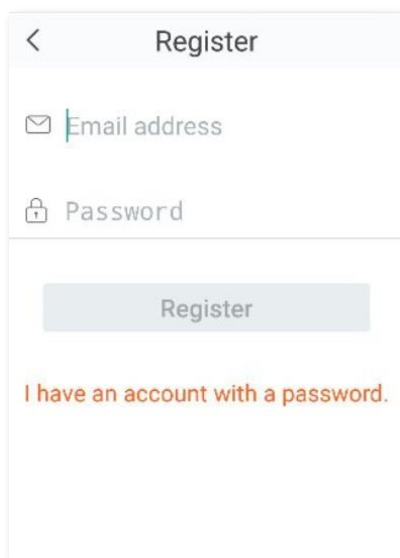 Register
Email address
Password
Register
I have an account with a password.